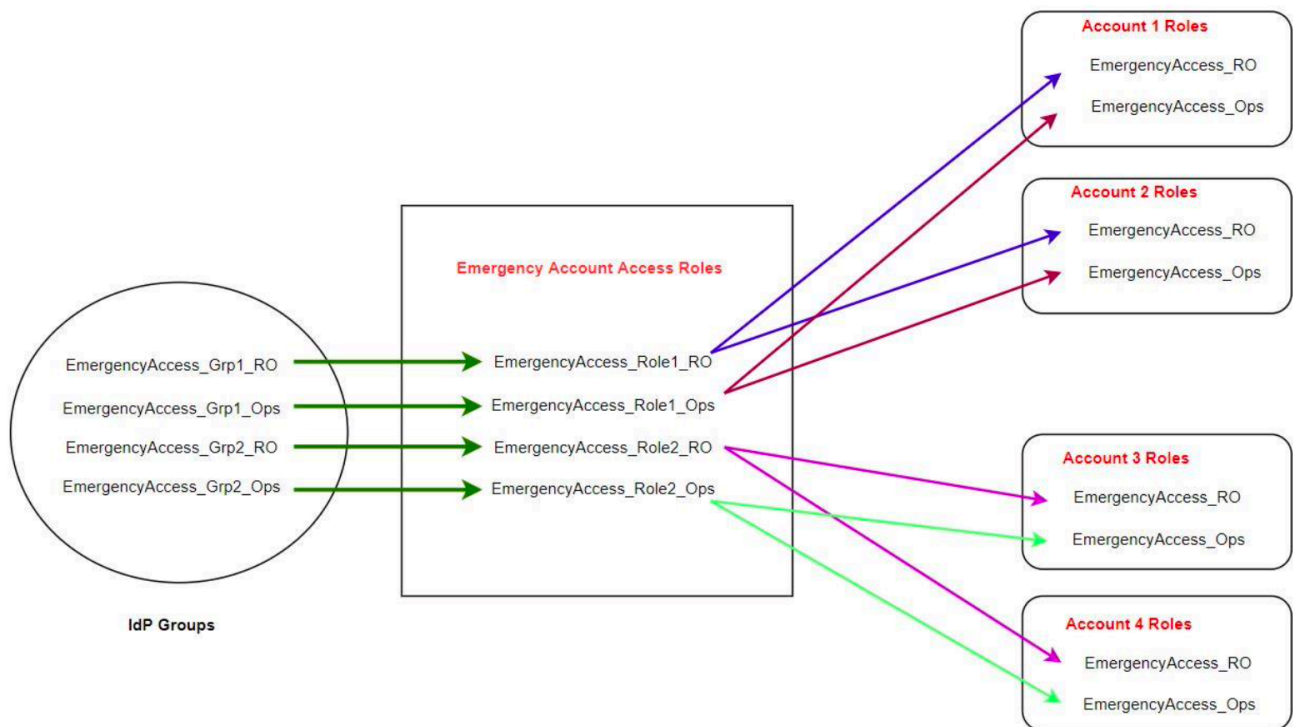 EmergencyAccess_Grp1_RO
EmergencyAccess_Grp1_Ops
EmergencyAccess_Grp2_RO
EmergencyAccess_Grp2_Ops
IdP Groups
Emergency Account Access Roles
EmergencyAccess_Role1_RO
EmergencyAccess_Role1_Ops
EmergencyAccess_Role2_RO
EmergencyAccess_Role2_Ops
Account 1 Roles
EmergencyAccess_RO
EmergencyAccess_Ops
Account 2 Roles
EmergencyAccess_RO
EmergencyAccess_Ops
Account 3 Roles
EmergencyAccess_RO
EmergencyAccess_Ops
Account 4 Roles
EmergencyAccess_RO
EmergencyAccess_Ops